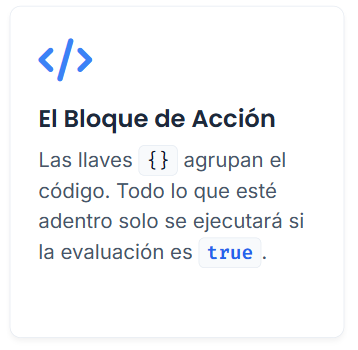 El Bloque de Acción
Las llaves {} agrupan el
código. Todo lo que esté
adentro solo se ejecutará si
la evaluación es true.